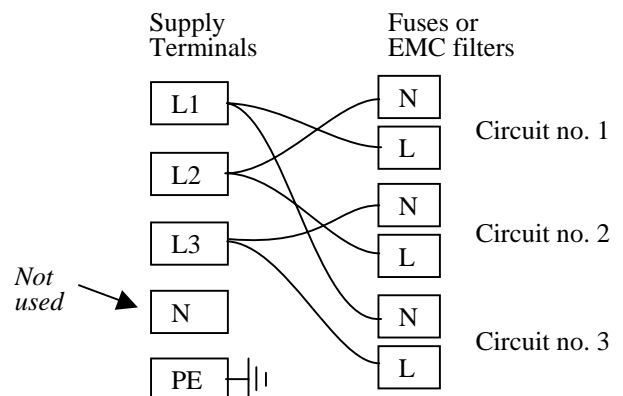 Supply
Terminals
Fuses or
EMC filters
L1
L2
L3
N
PE
Not
used
N
L
Circuit no. 1
N
L
Circuit no. 2
N
L
Circuit no. 3